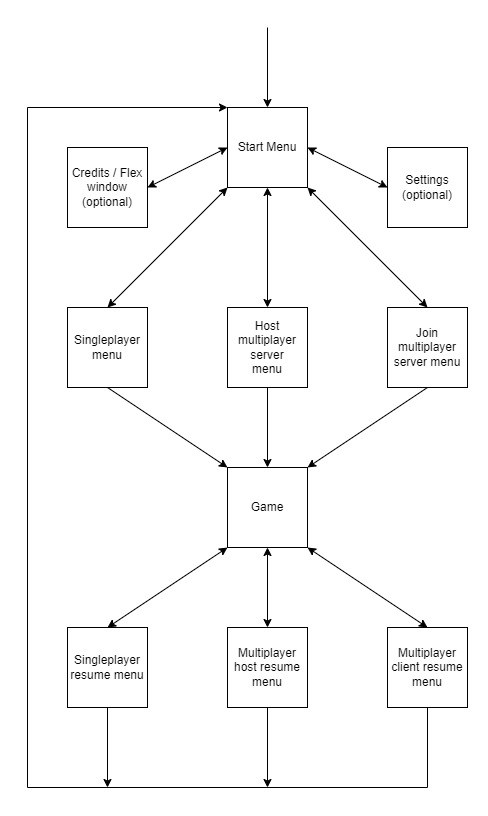 Start Menu
Credits / Flex
window
(optional)
Settings
(optional)
Singleplayer
menu
Host
multiplayer
server
menu
Join
multiplayer
server menu
Game
Singleplayer
resume menu
Multiplayer
host resume
menu
Multiplayer
client resume
menu